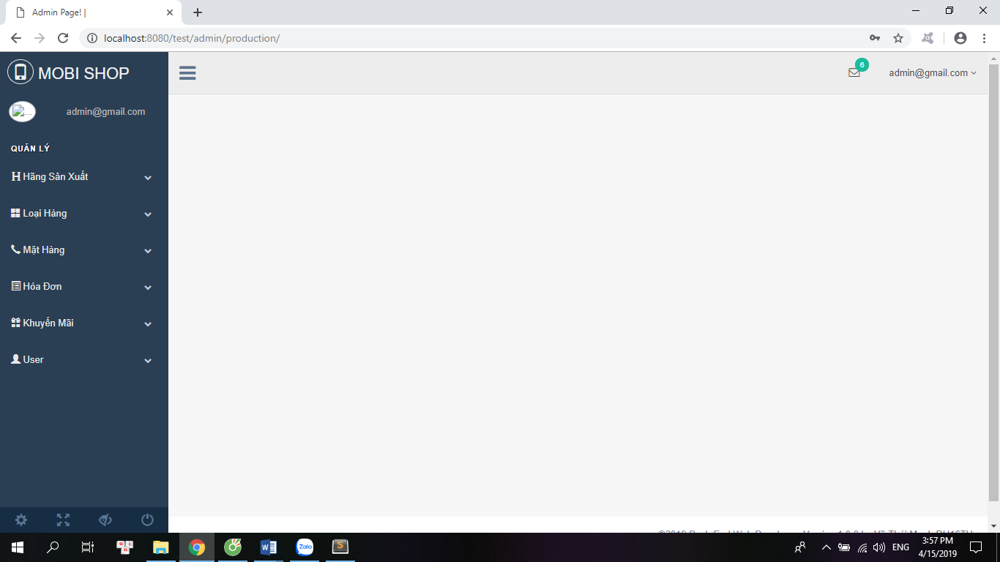 Admin Page! |
localhost:8080/test/admin/production/
MOBI SHOP
6
admin@gmail.com
admin@gmail.com
QUẢN LÝ
Hãng Sản Xuất
Loại Hàng
Mặt Hàng
Hóa Đơn
Khuyến Mãi
User
Zalo
ENG
3:57 PM
4/15/2019